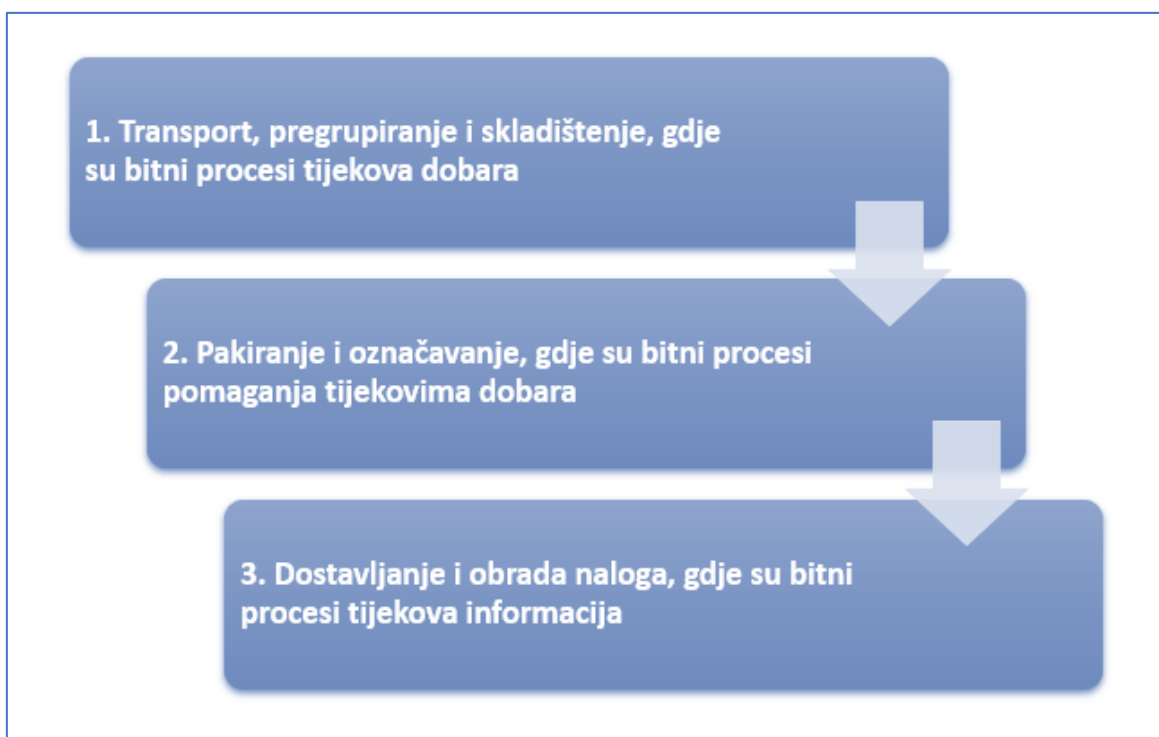 1. Transport, pregrupiranje i skladištenje, gdje
su bitni procesi tijekova dobara
2. Pakiranje i označavanje, gdje su bitni procesi
pomaganja tijekovima dobara
3. Dostavljanje i obrada naloga, gdje su bitni
procesi tijekova informacija